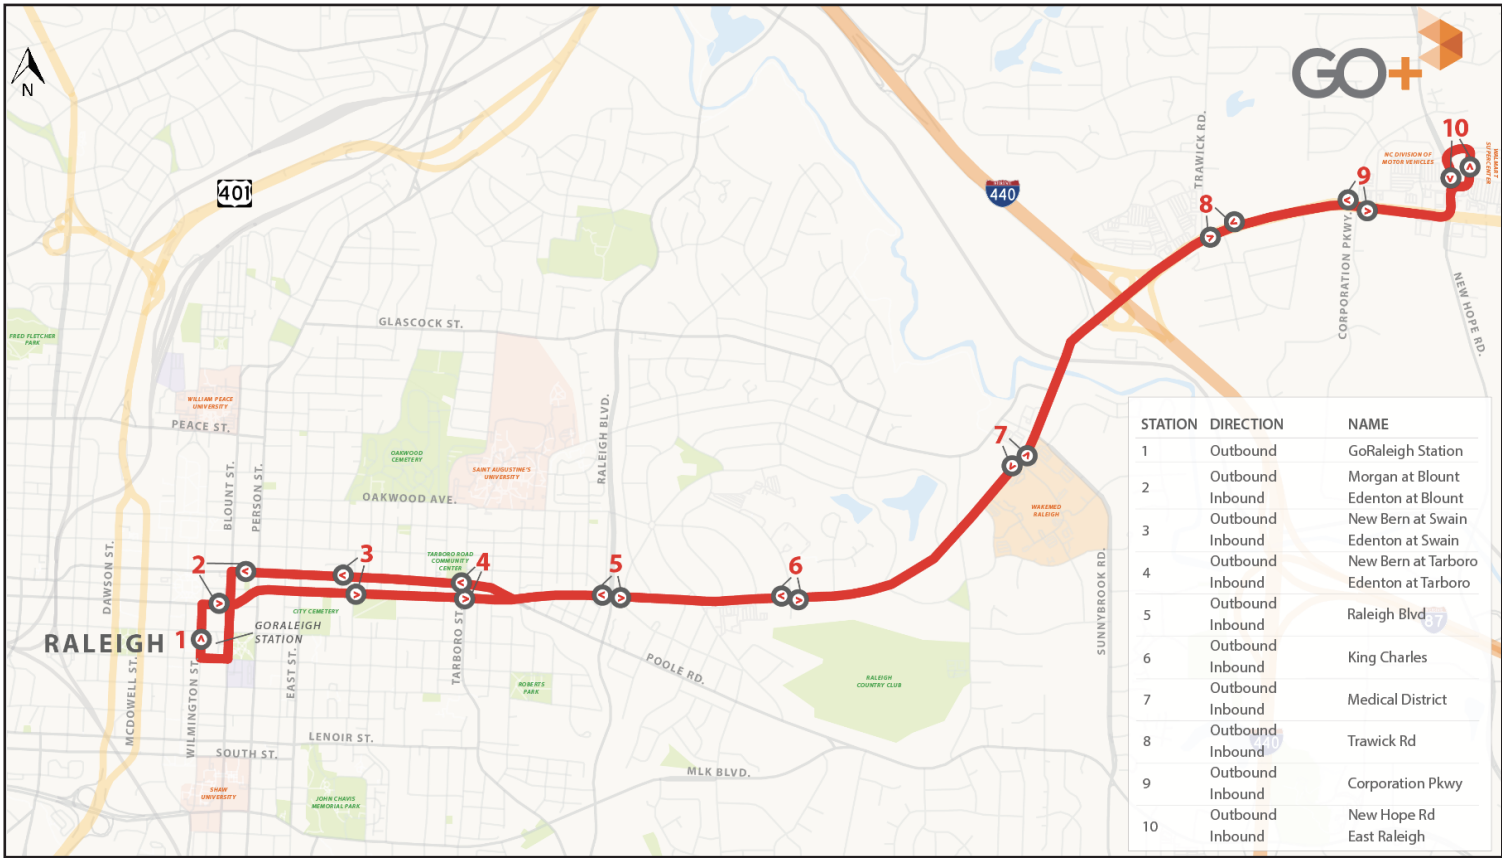 N
GO+
401
440
TRAWICK RD.
10
NC DIVISION OF
MOTOR VEHICLES
WALMART
SUPERCENTER
9
8
CORPORATION PKWY.
NEW HOPE RD.
GLASCOCK ST.
FRED FLETCHER
PARK
WILLIAM PEACE
UNIVERSITY
PEACE ST.
RALEIGH BLVD.
OAKWOOD
CEMETERY
SAINT AUGUSTINE'S
UNIVERSITY
7
BLOUNT ST.
PERSON ST.
OAKWOOD AVE.
WAKEMED
RALEIGH
DAWSON ST.
2
3
TARBORO ROAD
COMMUNITY
CENTER
4
5
6
SUNNYBROOK RD.
CITY CEMETERY
RALEIGH
1
GORALEIGH
STATION
EAST ST.
TARBORO ST.
POOLE RD.
MCDOWELL ST.
WILMINGTON ST.
ROBERTS
PARK
RALEIGH
COUNTRY CLUB
LENOIR ST.
SOUTH ST.
MLK BLVD.
SHAW
UNIVERSITY
JOHN CHAVIS
MEMORIAL PARK
STATION DIRECTION NAME
1 Outbound GoRaleigh Station
2 Outbound Morgan at Blount
Inbound Edenton at Blount
3 Outbound New Bern at Swain
Inbound Edenton at Swain
4 Outbound New Bern at Tarboro
Inbound Edenton at Tarboro
5 Outbound Raleigh Blvd
Inbound
87
6 Outbound King Charles
Inbound
7 Outbound Medical District
Inbound
8 Outbound Trawick Rd
Inbound
440
9 Outbound Corporation Pkwy
Inbound
10 Outbound New Hope Rd
Inbound East Raleigh